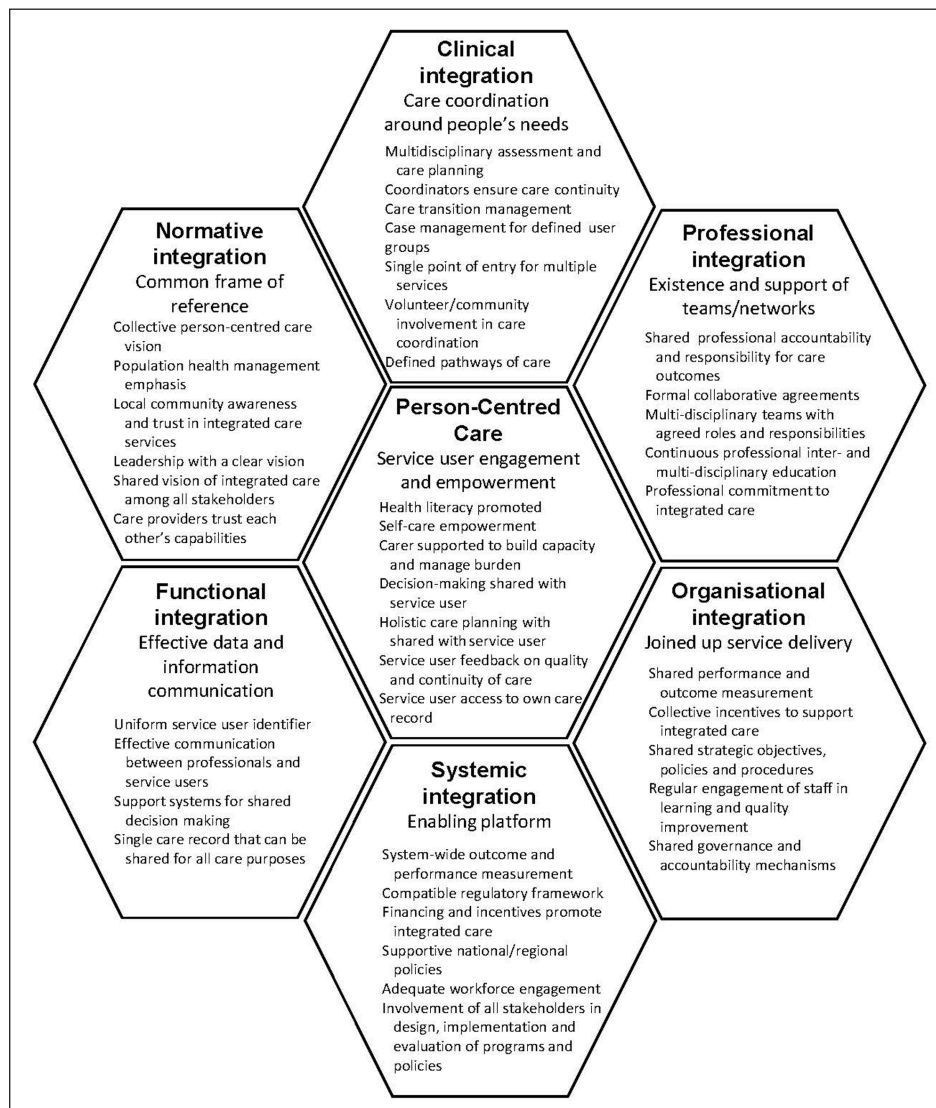 Clinical
integration
Care coordination
around people's needs
Multidisciplinary assessment and
care planning
Coordinators ensure care continuity
Care transition management
Case management for defined user
groups
Single point of entry for multiple
services
Volunteer/community
involvement in care
coordination
Defined pathways of care
Normative
integration
Common frame of
reference
Collective person-centred care
vision
Population health management
emphasis
Local community awareness
and trust in integrated care
services
Leadership with a clear vision
Shared vision of integrated care
among all stakeholders
Care providers trust each
other's capabilities
Professional
integration
Existence and support of
teams/networks
Shared professional accountability
and responsibility for care
outcomes
Formal collaborative agreements
Multi-disciplinary teams with
agreed roles and responsibilities
Continuous professional inter- and
multi-disciplinary education
Professional commitment to
integrated care
Person-Centred
Care
Service user engagement
and empowerment
Health literacy promoted
Self-care empowerment
Carer supported to build capacity
and manage burden
Decision-making shared with
service user
Holistic care planning with
shared with service user
Service user feedback on quality
and continuity of care
Service user access to own care
record
Functional
integration
Effective data and
information
communication
Uniform service user identifier
Effective communication
between professionals and
service users
Support systems for shared
decision making
Single care record that can be
shared for all care purposes
Organisational
integration
Joined up service delivery
Shared performance and
outcome measurement
Collective incentives to support
integrated care
Shared strategic objectives,
policies and procedures
Regular engagement of staff in
learning and quality
improvement
Shared governance and
accountability mechanisms
Systemic
integration
Enabling platform
System-wide outcome and
performance measurement
Compatible regulatory framework
Financing and incentives promote
integrated care
Supportive national/regional
policies
Adequate workforce engagement
Involvement of all stakeholders in
design, implementation and
evaluation of programs and
policies